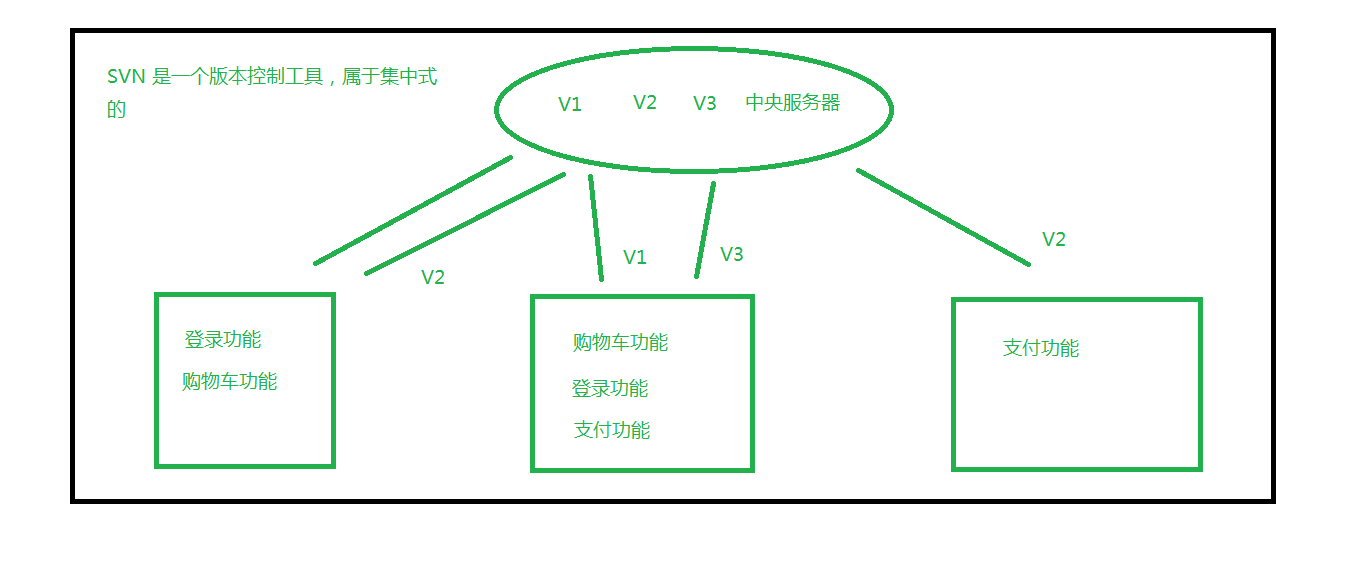 SVN 是一个版本控制工具，属于集中式
的
V1 V2 V3 中央服务器
V2
V1
V3
V2
登录功能
购物车功能
购物车功能
登录功能
支付功能
支付功能